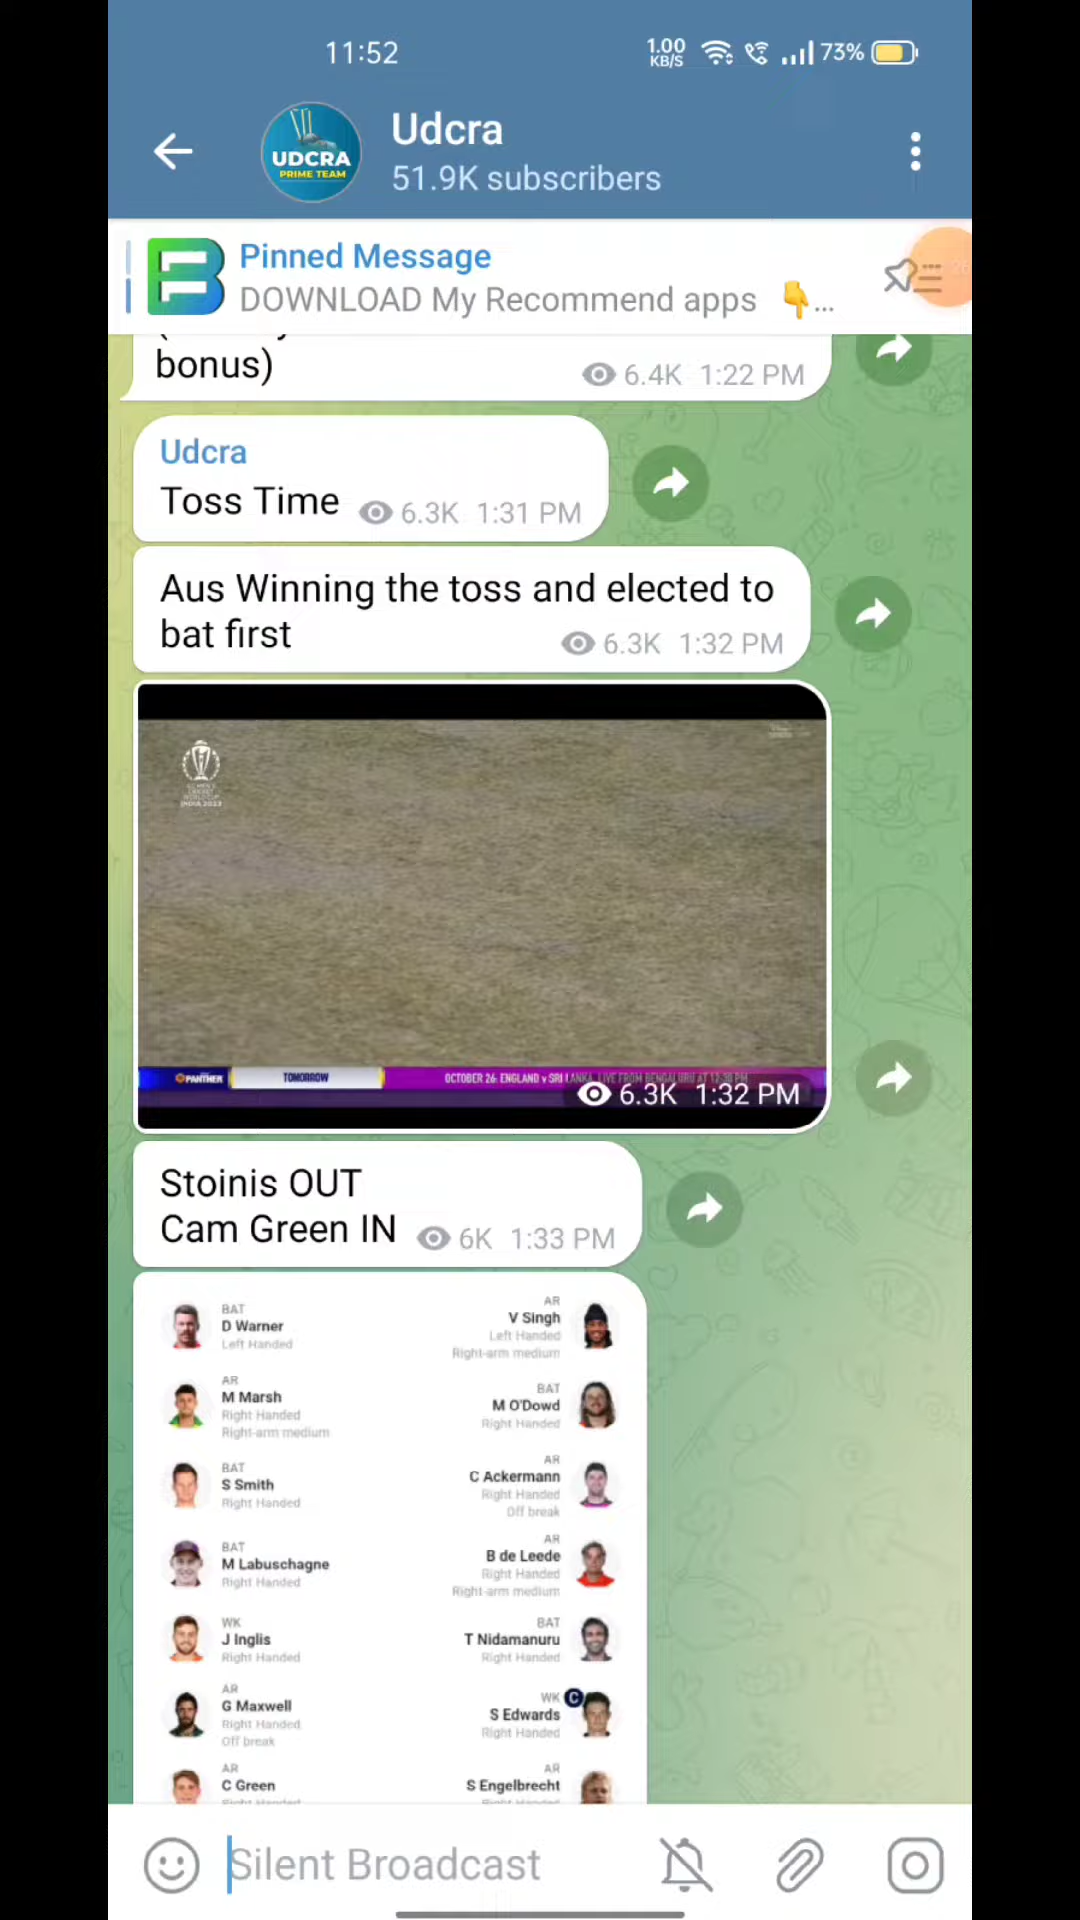 11:52
1.00
KB/S
73%
UDCRA
PRIME TEAM
Udcra
51.9K subscribers
Pinned Message
DOWNLOAD My Recommend apps 👇...
bonus)
6.4K 1:22 PM
Udcra
Toss Time
6.3K 1:31 PM
Aus Winning the toss and elected to
bat first
6.3K 1:32 PM
INDIA 2023
PANTHER
TOMORROW
OCTOBER 26: ENGLAND v SRI LANKA, LIVE FROM BENGALURU AT
6.3K 1:32 PM
Stoinis OUT
Cam Green IN
6K 1:33 PM
BAT
D Warner
Left Handed
AR
V Singh
Left Handed
Right-arm medium
AR
M Marsh
Right Handed
Right-arm medium
BAT
M O'Dowd
Right Handed
BAT
S Smith
Right Handed
AR
C Ackermann
Right Handed
Off break
BAT
M Labuschagne
Right Handed
AR
B de Leede
Right Handed
Right-arm medium
WK
J Inglis
Right Handed
BAT
T Nidamanuru
Right Handed
AR
G Maxwell
Right Handed
Off break
WK
C
S Edwards
Right Handed
AR
C Green
AR
S Engelbrecht
Silent Broadcast